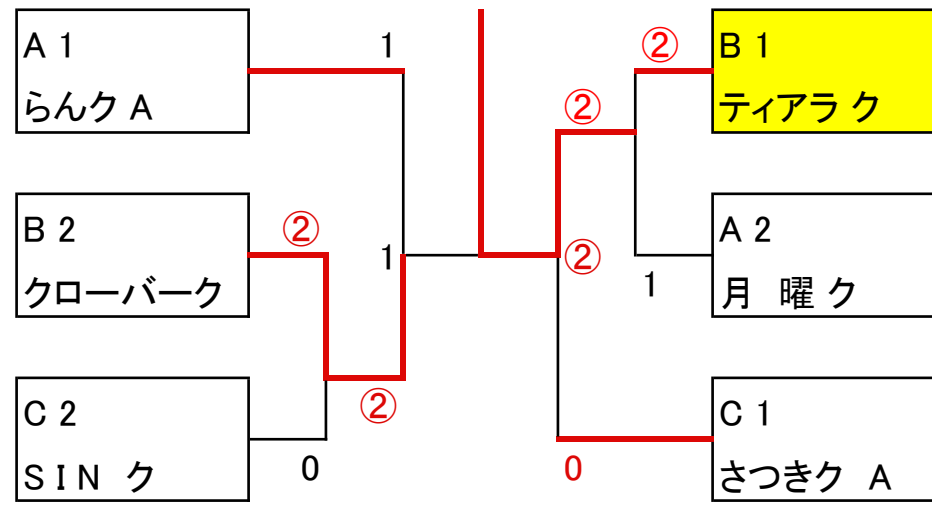 A 1
らんク A
1
B 2
クローバーク
②
1
C 2
SIN ク
0
②
②
B 1
ティアラ ク
②
②
A 2
月 曜 ク
1
C 1
さつきク A
0